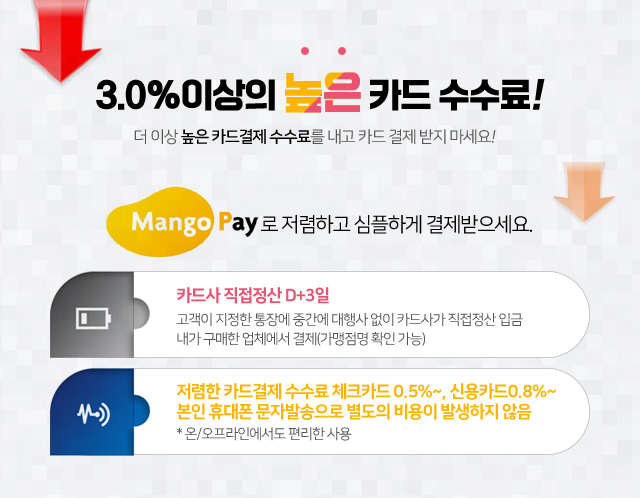 3.0%이상의 높은 카드 수수료!
더 이상 높은 카드결제 수수료를 내고 카드 결제 받지 마세요!
Mango Pay 로 저렴하고 심플하게 결제받으세요.
카드사 직접정산 D+3일
고객이 지정한 통장에 중간에 대행사 없이 카드사가 직접정산 입금
내가 구매한 업체에서 결제(가맹점명 확인 가능)
저렴한 카드결제 수수료 체크카드 0.5%~, 신용카드0.8%~
본인 휴대폰 문자발송으로 별도의 비용이 발생하지 않음
* 온/오프라인에서도 편리한 사용